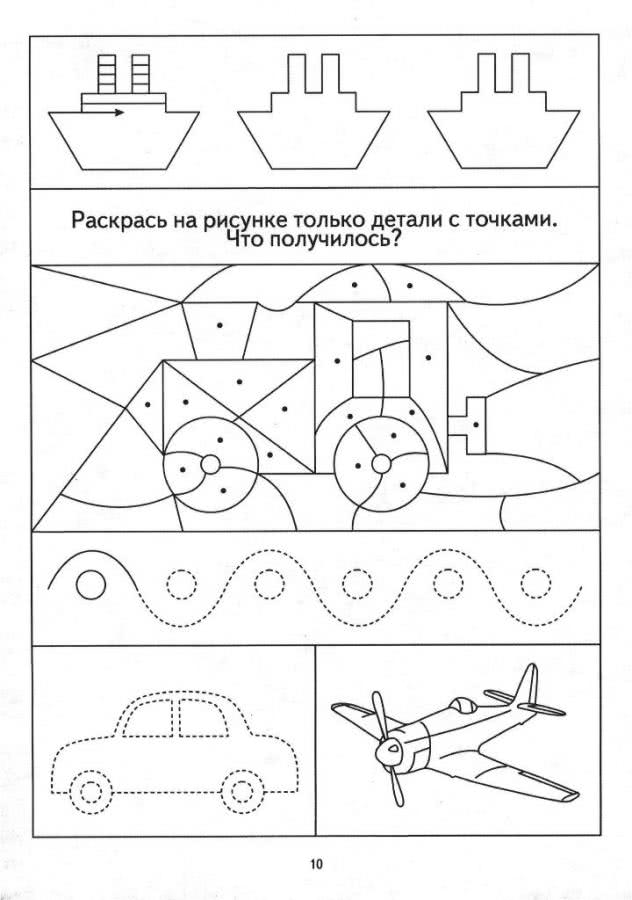 Раскрась на рисунке только детали с точками.
Что получилось?
10